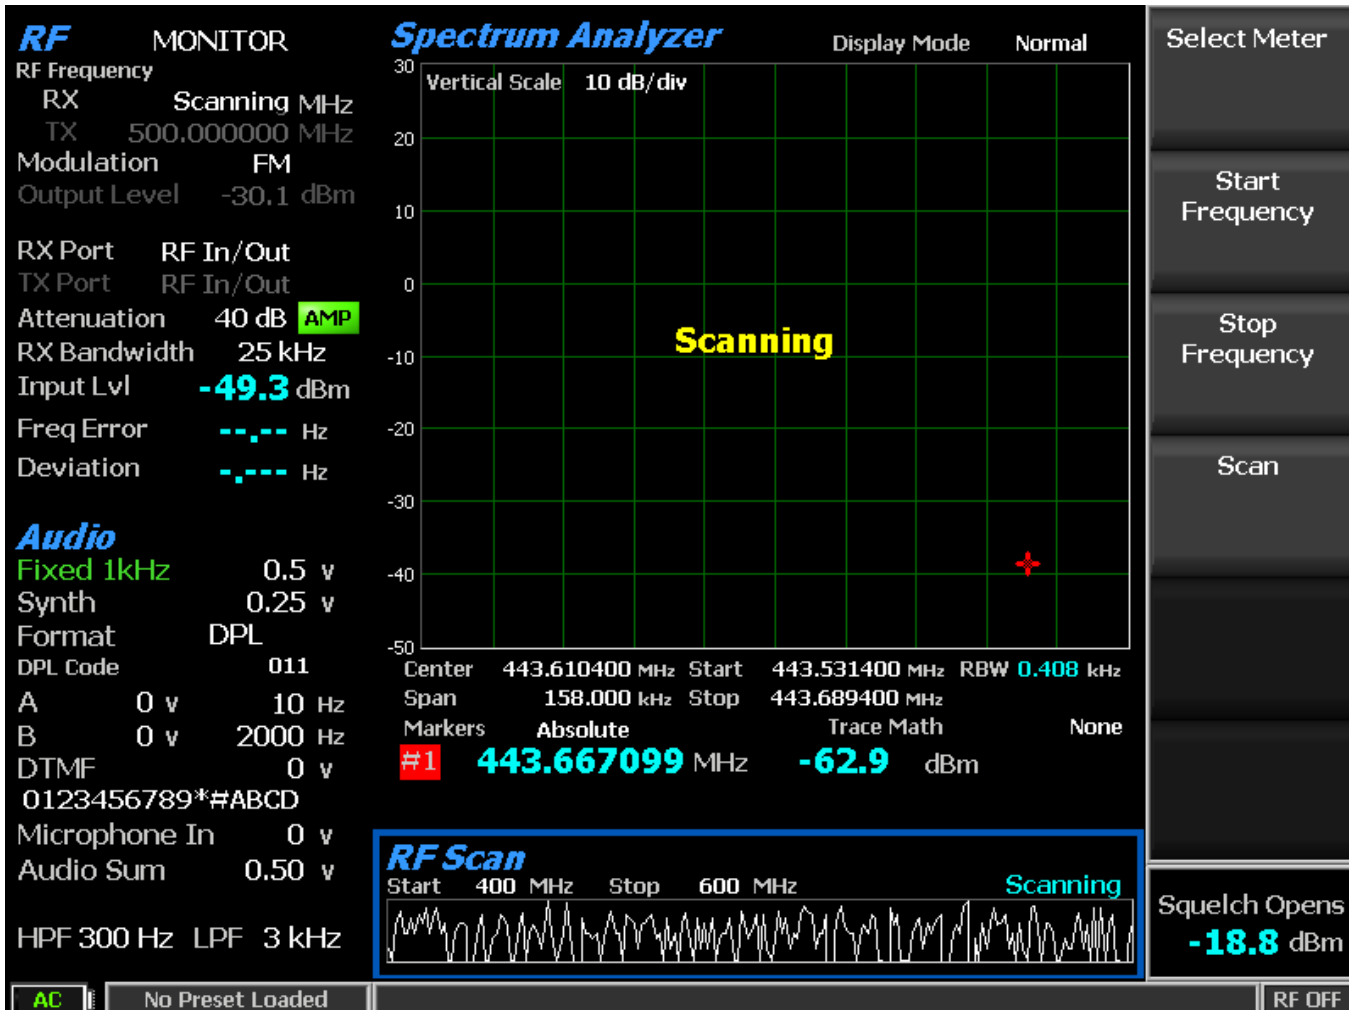 RF MONITOR
RF Frequency
RX Scanning MHz
TX 500.000000 MHz
Modulation FM
Output Level -30.1 dBm
RX Port RF In/Out
TX Port RF In/Out
Attenuation 40 dB AMP
RX Bandwidth 25 kHz
Input Lvl -49.3 dBm
Freq Error --.-- Hz
Deviation -.--- Hz
Audio
Fixed 1kHz 0.5 v
Synth 0.25 v
Format DPL
DPL Code 011
A 0 v 10 Hz
B 0 v 2000 Hz
DTMF 0 v
0123456789*#ABCD
Microphone In 0 v
Audio Sum 0.50 v
HPF 300 Hz LPF 3 kHz
Spectrum Analyzer Display Mode Normal
Vertical Scale 10 dB/div
30
20
10
0
-10
-20
-30
-40
-50
Scanning
Center 443.610400 MHz Start 443.531400 MHz RBW 0.408 kHz
Span 158.000 kHz Stop 443.689400 MHz
Markers Absolute Trace Math None
#1 443.667099 MHz -62.9 dBm
RF Scan
Start 400 MHz Stop 600 MHz Scanning
Select Meter
Start
Frequency
Stop
Frequency
Scan
Squelch Opens
-18.8 dBm
AC No Preset Loaded RF OFF